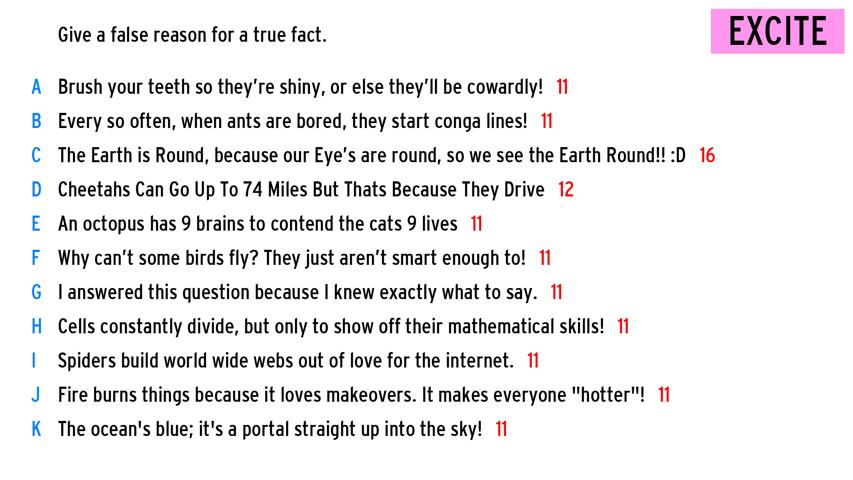 Give a false reason for a true fact.
EXCITE
A Brush your teeth so they're shiny, or else they'll be cowardly! 11
B Every so often, when ants are bored, they start conga lines! 11
C The Earth is Round, because our Eye's are round, so we see the Earth Round!! :D 16
D Cheetahs Can Go Up To 74 Miles But Thats Because They Drive 12
E An octopus has 9 brains to contend the cats 9 lives 11
F Why can't some birds fly? They just aren't smart enough to! 11
G I answered this question because I knew exactly what to say. 11
H Cells constantly divide, but only to show off their mathematical skills! 11
I Spiders build world wide webs out of love for the internet. 11
J Fire burns things because it loves makeovers. It makes everyone "hotter"! 11
K The ocean's blue; it's a portal straight up into the sky! 11